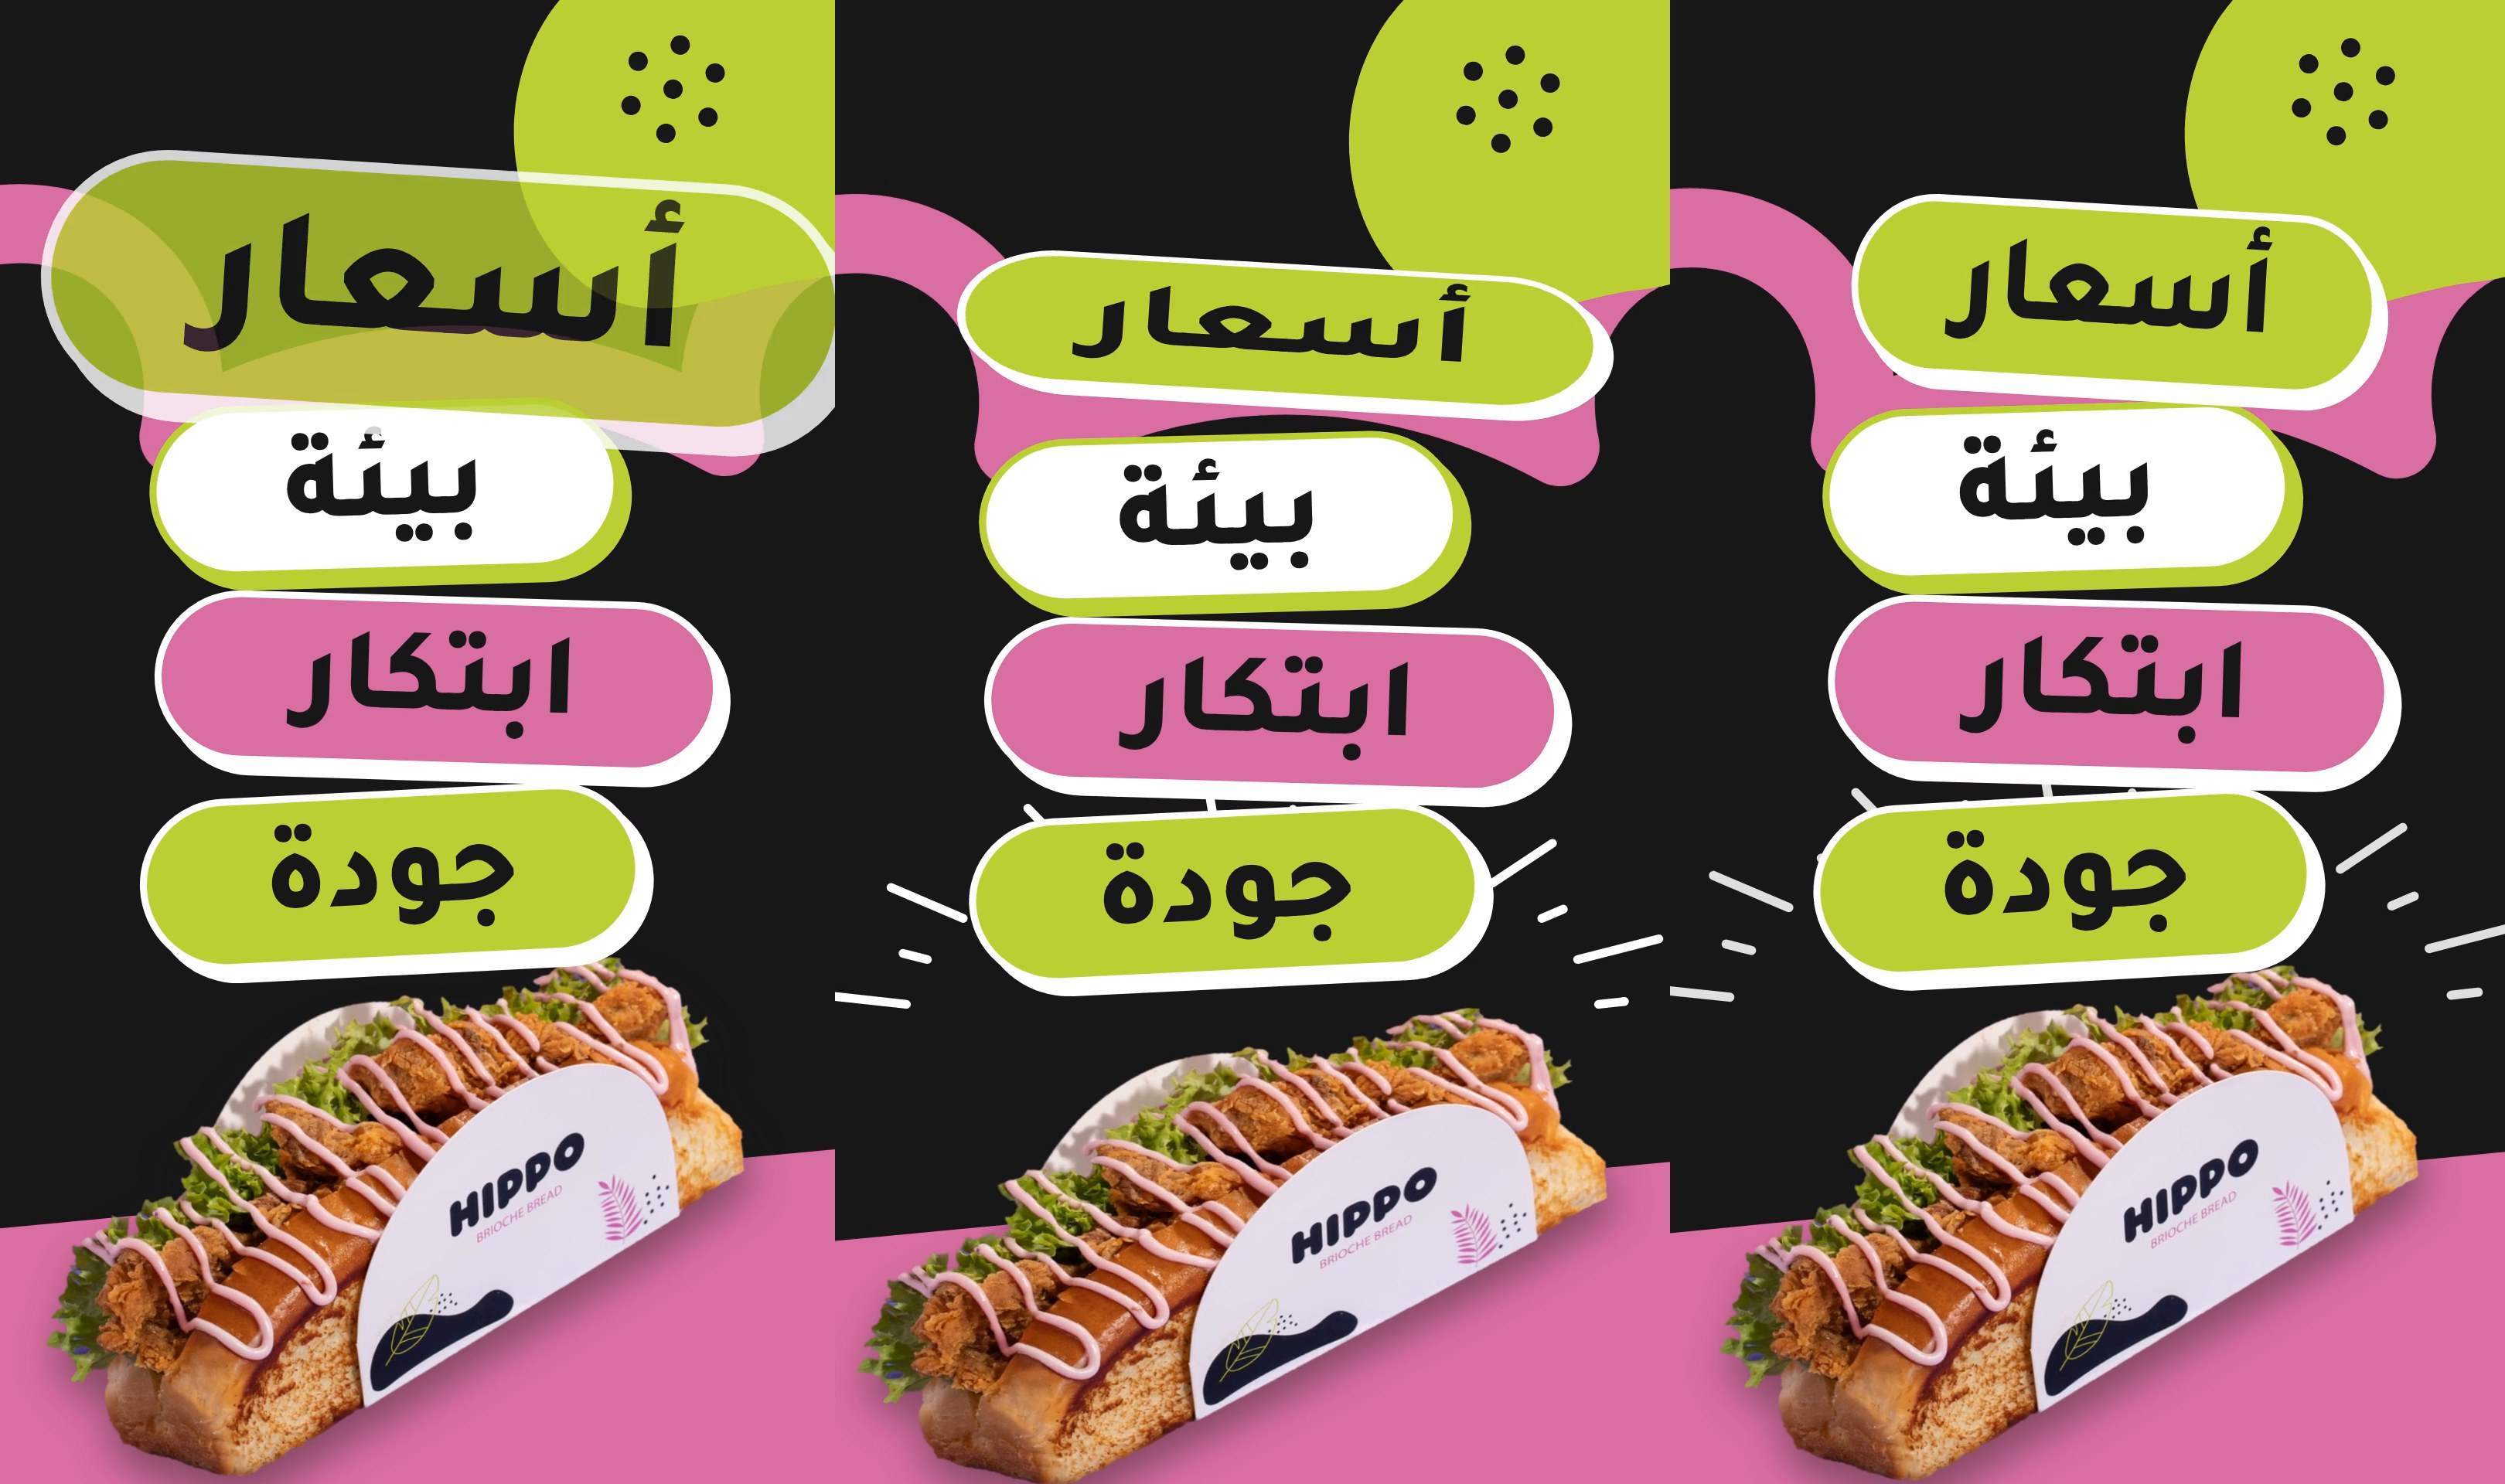 أسعار
بيئة
ابتكار
جودة
HIPPO
BRIOCHE BREAD
أسعار
بيئة
ابتكار
جودة
HIPPO
BRIOCHE BREAD
أسعار
بيئة
ابتكار
جودة
HIPPO
BRIOCHE BREAD